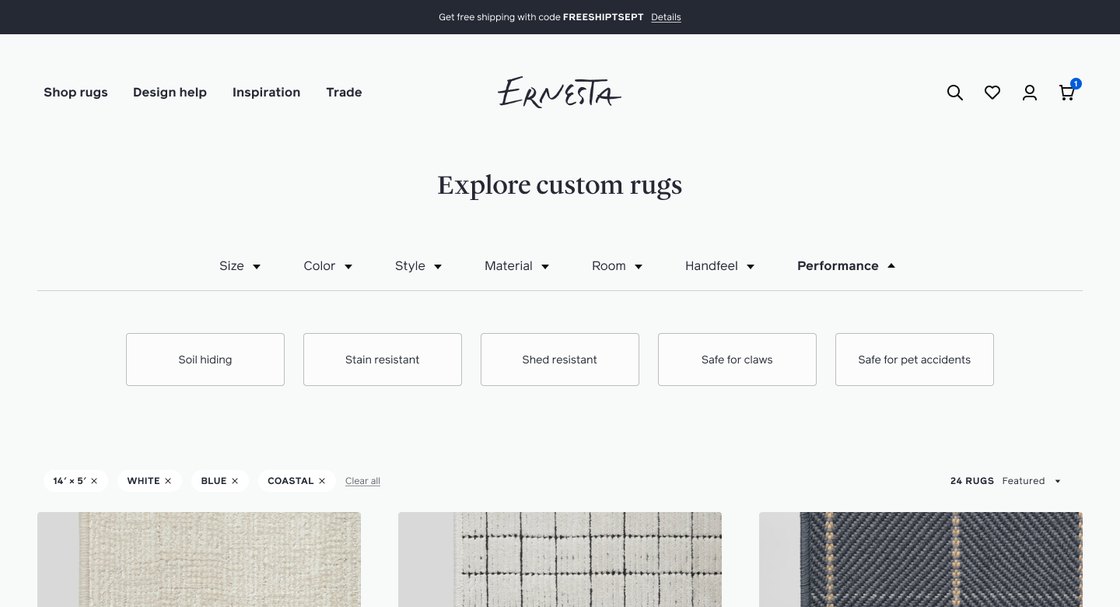 Get free shipping with code FREESHIPTSEPT Details
Shop rugs Design help Inspiration Trade ERNESTA 1
Explore custom rugs
Size Color Style Material Room Handfeel Performance
Soil hiding Stain resistant Shed resistant Safe for claws Safe for pet accidents
14′ × 5′ × WHITE × BLUE × COASTAL × Clear all 24 RUGS Featured